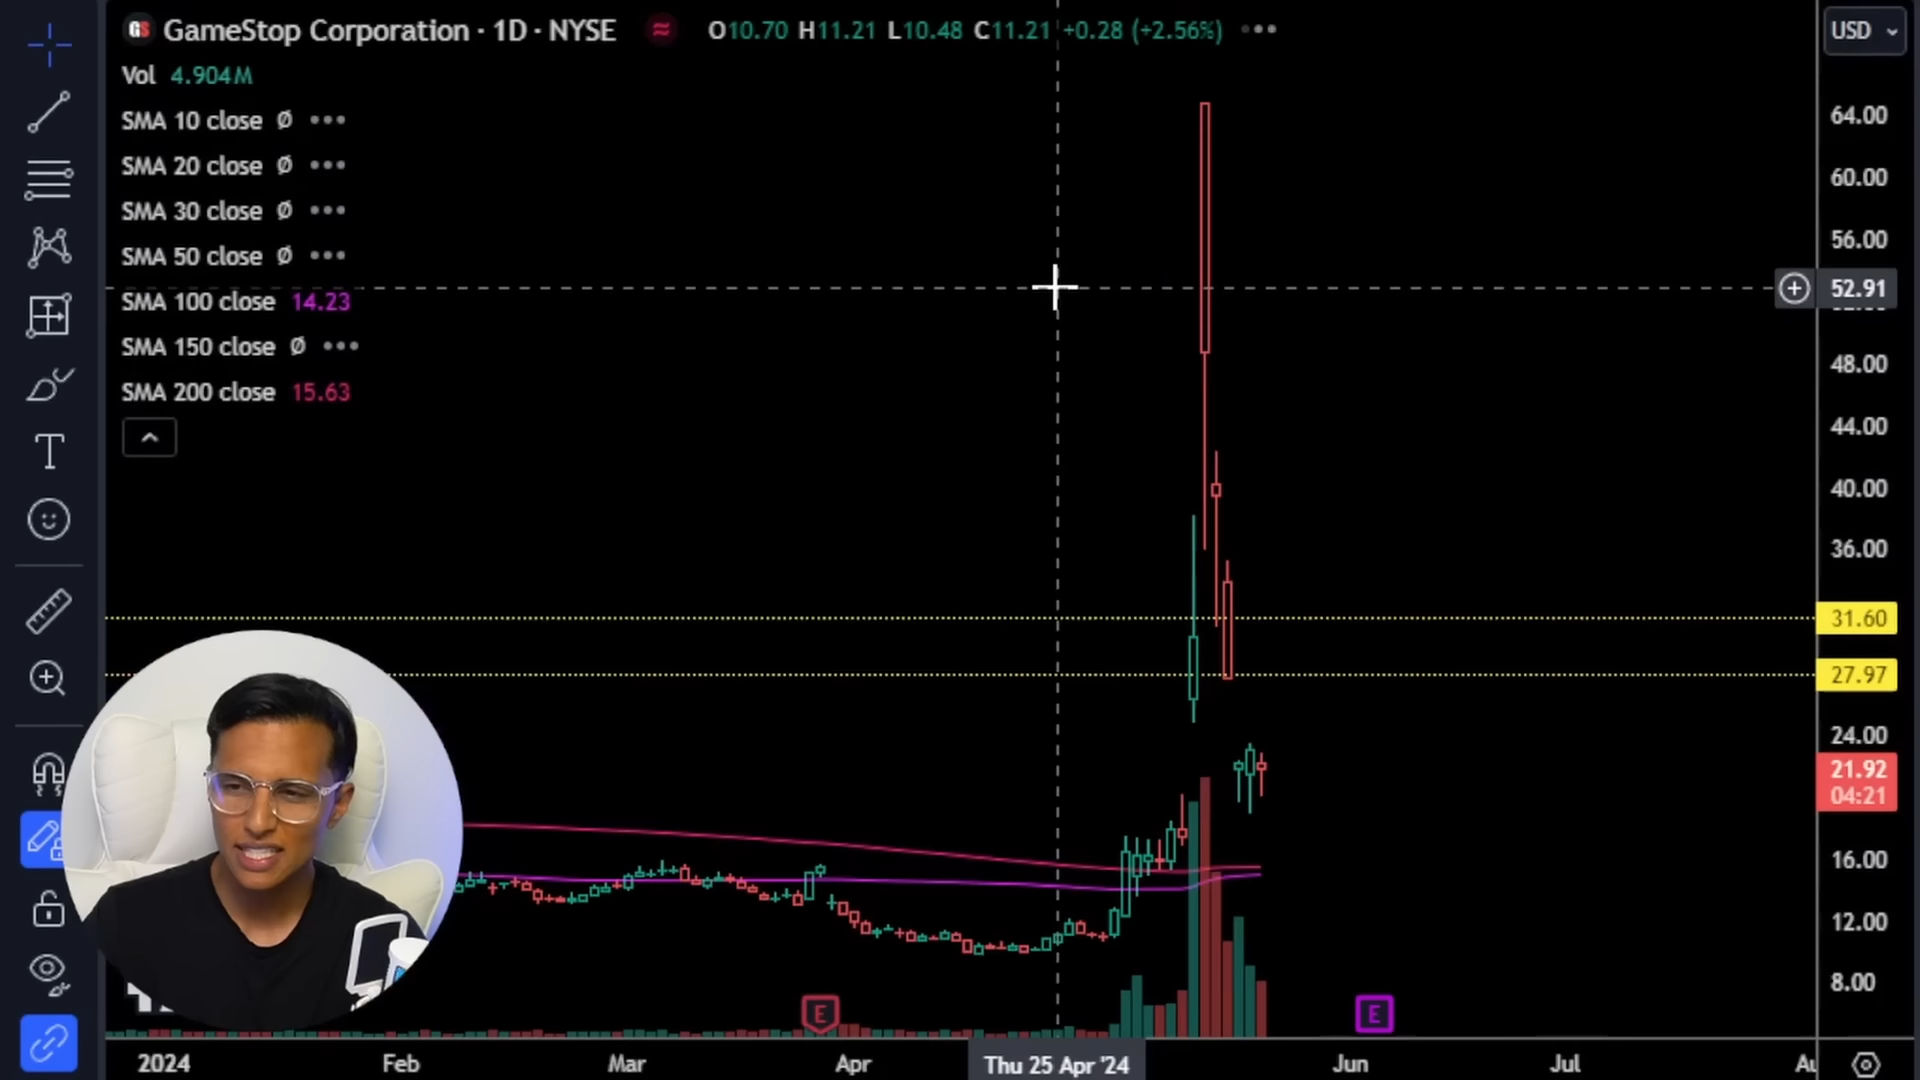 GameStop Corporation · 1D · NYSE O10.70 H11.21 L10.48 C11.21 +0.28 (+2.56%)
USD
Vol 4.904M
SMA 10 close Ø
SMA 20 close Ø
SMA 30 close Ø
SMA 50 close Ø
SMA 100 close 14.23
SMA 150 close Ø
SMA 200 close 15.63
64.00
60.00
56.00
52.91
48.00
44.00
40.00
36.00
31.60
27.97
24.00
21.92
04:21
16.00
12.00
8.00
E
E
2024 Feb Mar Apr Thu 25 Apr '24 Jun Jul